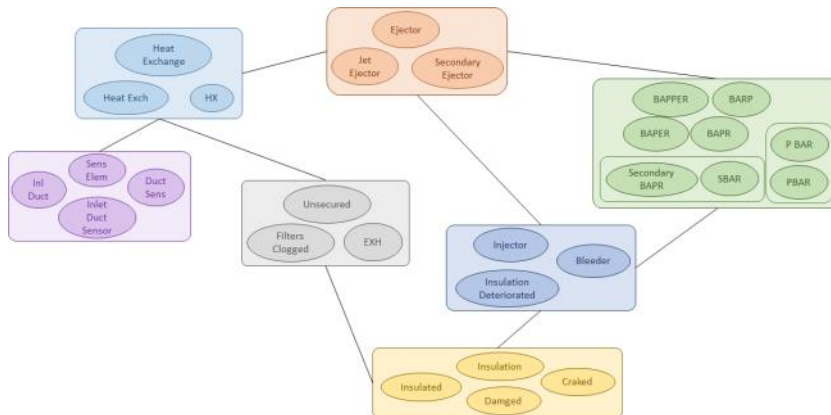 Heat
Exchange
Heat Exch
HX
Ejector
Jet
Ejector
Secondary
Ejector
BAPPER
BARP
BAPER
BAPR
P BAR
Secondary
BAPR
SBAR
PBAR
Sens
Elem
Inl
Duct
Duct
Sens
Inlet
Duct
Sensor
Unsecured
Filters
Clogged
EXH
Injector
Bleeder
Insulation
Deteriorated
Insulation
Insulated
Craked
Damged